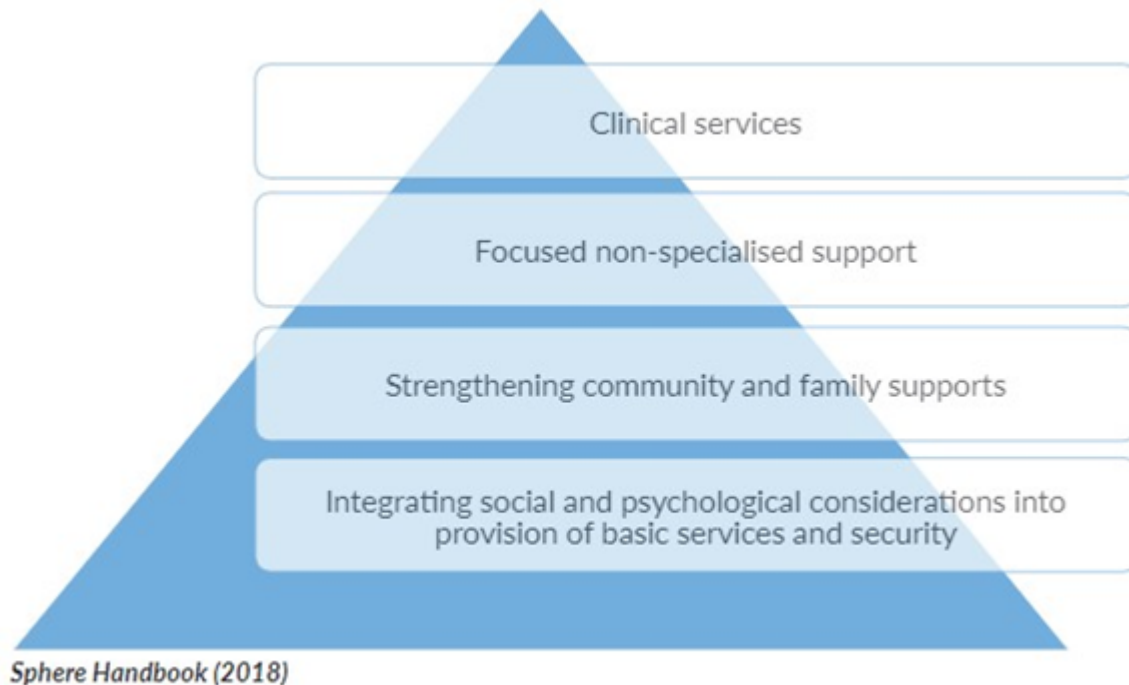 Clinical services
Focused non-specialised support
Strengthening community and family supports
Integrating social and psychological considerations into
provision of basic services and security
Sphere Handbook (2018)